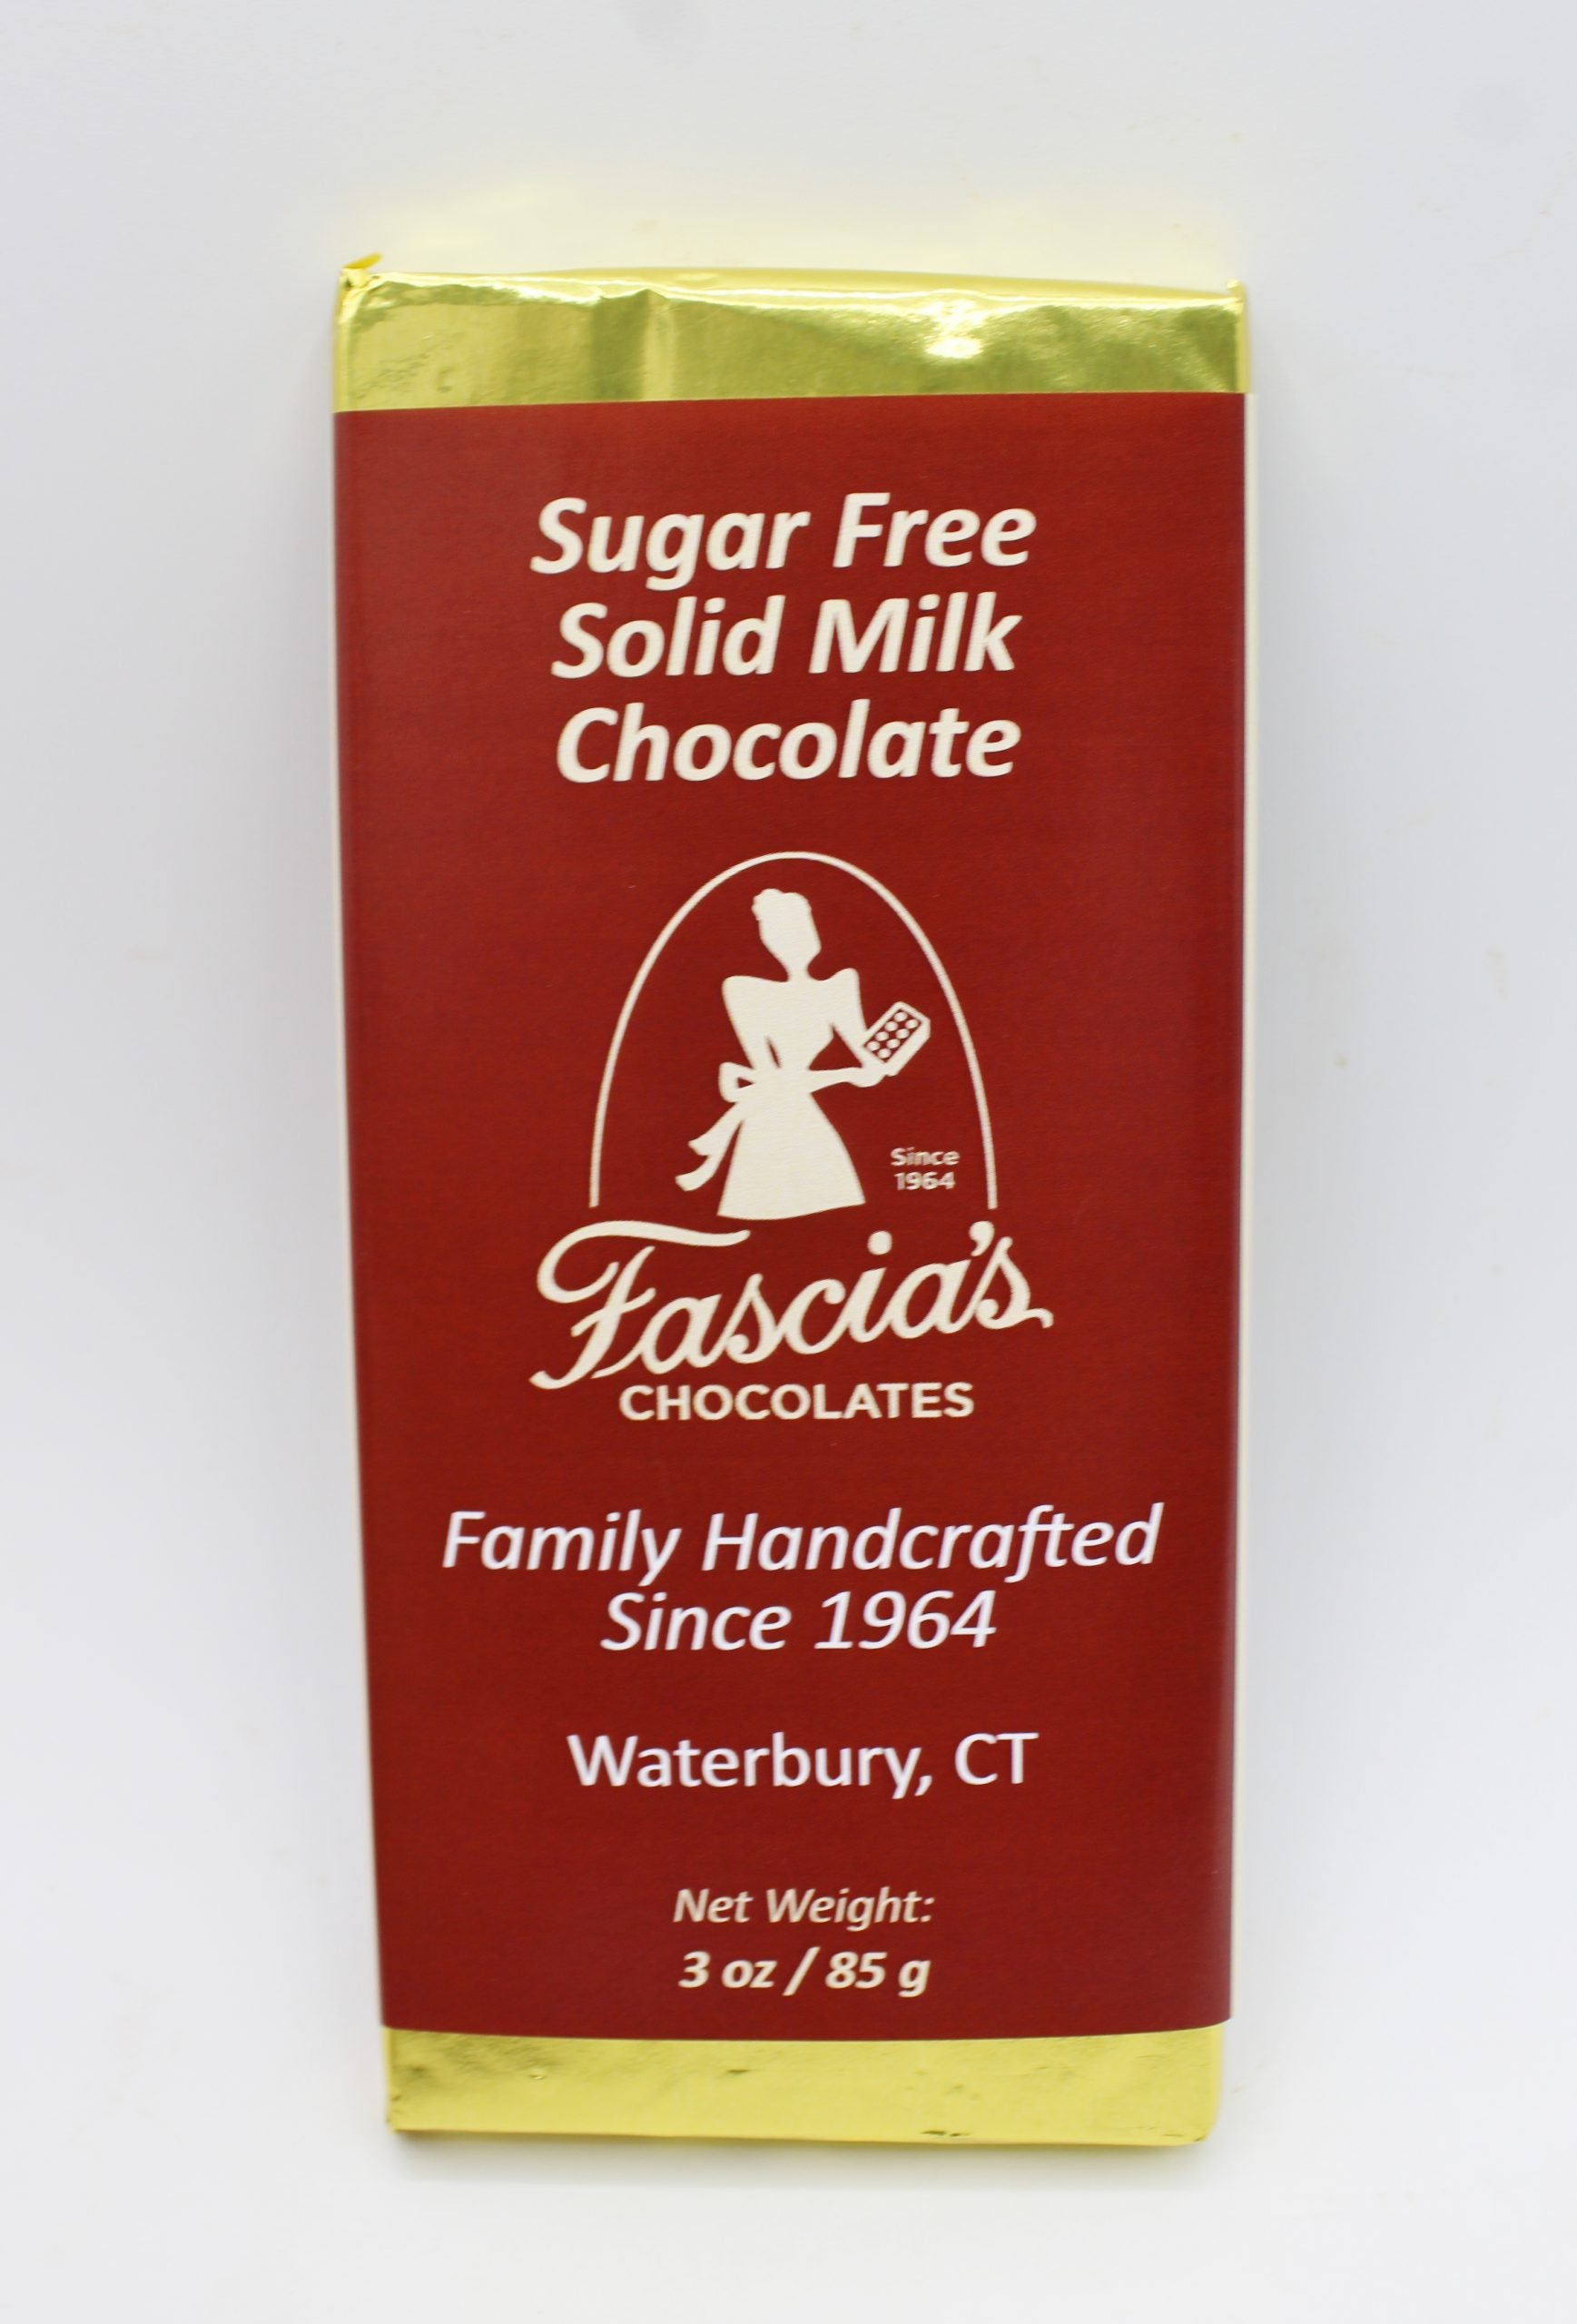 Sugar Free
Solid Milk
Chocolate
Since
1964
Fascia's
CHOCOLATES
Family Handcrafted
Since 1964
Waterbury, CT
Net Weight:
3 oz / 85 g